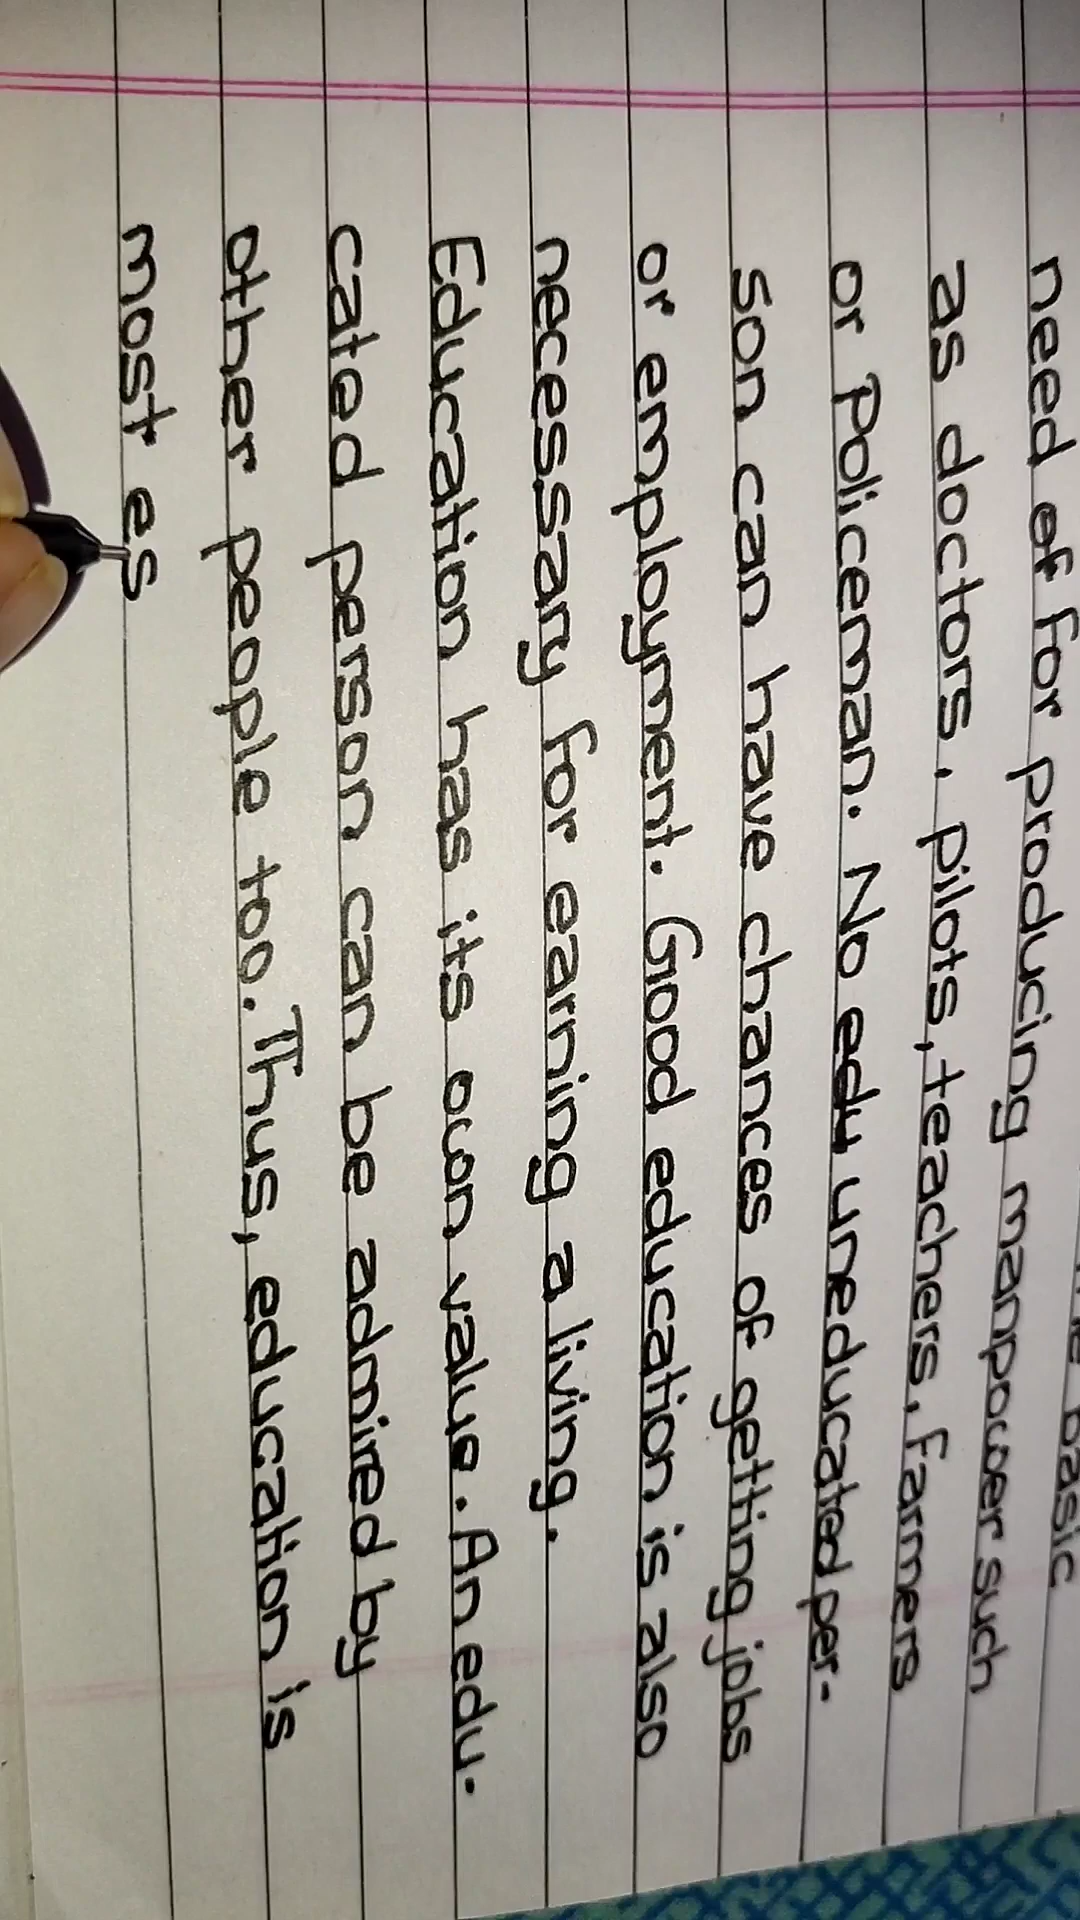 basic
need of for producing manpower such
as doctors, pilots, teachers, farmers
or Policeman. No edu uneducated per-
son can have chances of getting jobs
or employment. Good education is also
necessary for earning a living.
Education has its own value. An edu-
cated person can be admired by
other people too. Thus, education is
most es